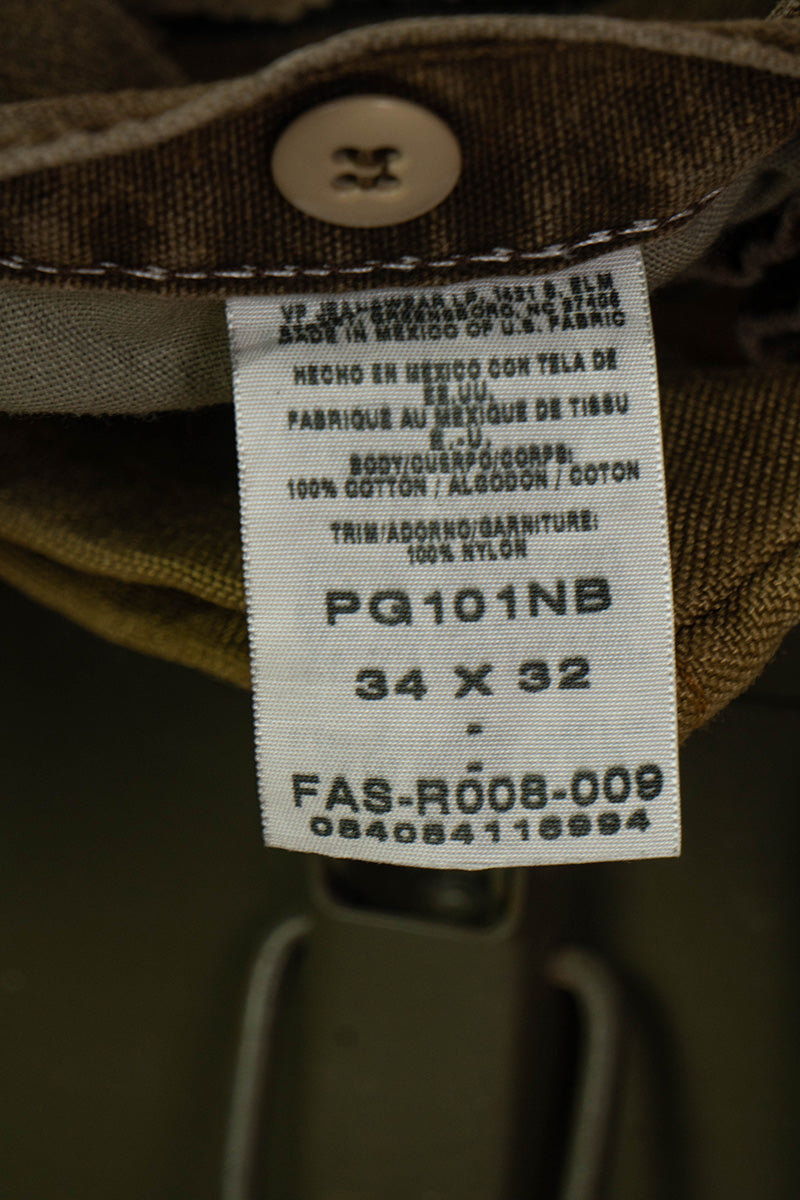 VF JEANSWEAR LP, 1421 S. ELM
GREENSBORO, NC 27406
MADE IN MEXICO OF U.S. FABRIC
HECHO EN MEXICO CON TELA DE
EE.UU.
FABRIQUE AU MEXIQUE DE TISSU
E.-U.
BODY/CUERPO/CORPS:
100% COTTON / ALGODON / COTON
TRIM/ADORNO/GARNITURE:
100% NYLON
PG101NB
34 X 32
-
-
FAS-R008-009